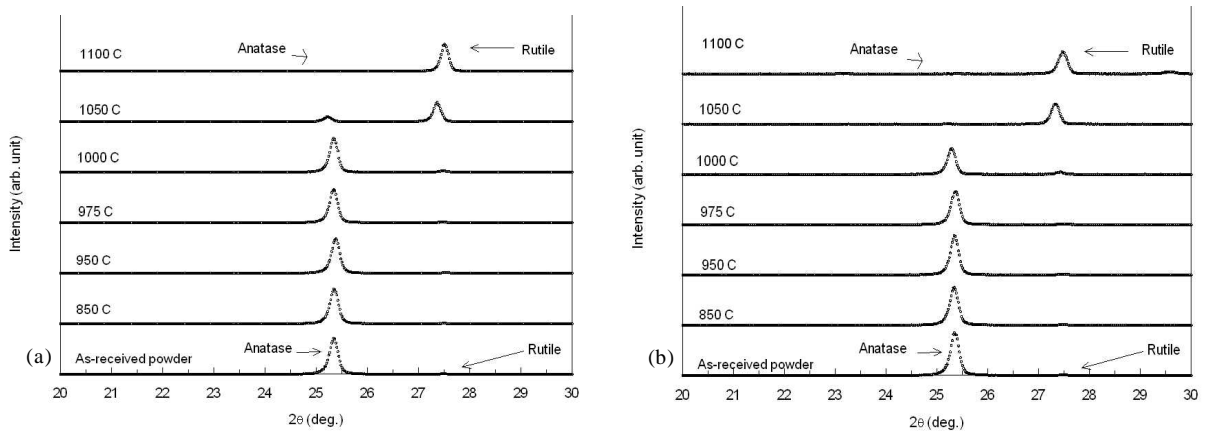 1100 C
Anatase
Rutile
1050 C
1000 C
975 C
950 C
850 C
As-received powder
Anatase
Rutile
(a)
Intensity (arb. unit)
20 21 22 23 24 25 26 27 28 29 30
2θ (deg.)
1100 C
Anatase
Rutile
1050 C
1000 C
975 C
950 C
850 C
As-received powder
Anatase
Rutile
(b)
Intensity (arb. unit)
20 21 22 23 24 25 26 27 28 29 30
2θ (deg.)